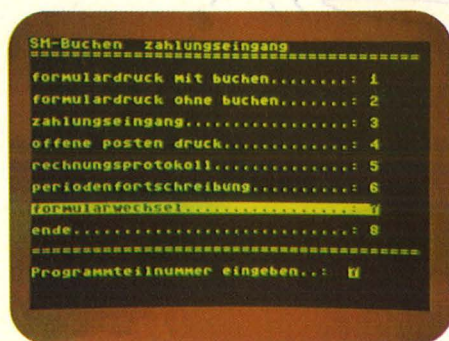 SM-Buchen zahlungseingang
================================================
formulardruck mit buchen........: 1
formulardruck ohne buchen.......: 2
zahlungseingang.................: 3
offene posten druck.............: 4
rechnungsprotokoll..............: 5
periodenfortschreibung..........: 6
formularwechsel.................: 7
ende............................: 8
================================================
Programmteilnummer eingeben..: 7